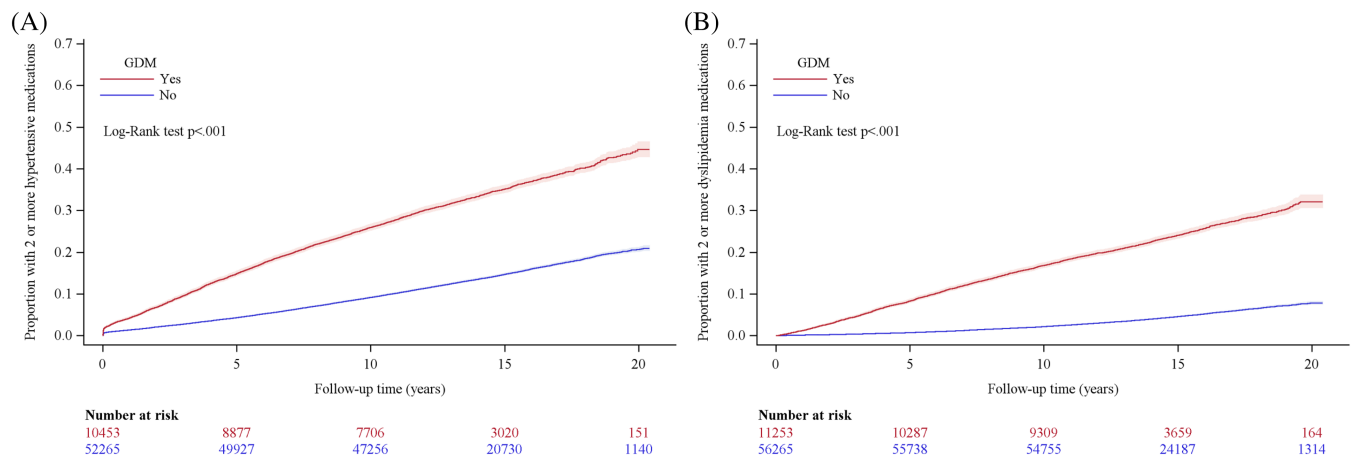 (A)
Proportion with 2 or more hypertensive medications
0.7
0.6
0.5
0.4
0.3
0.2
0.1
0.0
GDM
Yes
No
Log-Rank test p<.001
0 5 10 15 20
Follow-up time (years)
Number at risk
10453 8877 7706 3020 151
52265 49927 47256 20730 1140
(B)
Proportion with 2 or more dyslipidemia medications
0.7
0.6
0.5
0.4
0.3
0.2
0.1
0.0
GDM
Yes
No
Log-Rank test p<.001
0 5 10 15 20
Follow-up time (years)
Number at risk
11253 10287 9309 3659 164
56265 55738 54755 24187 1314